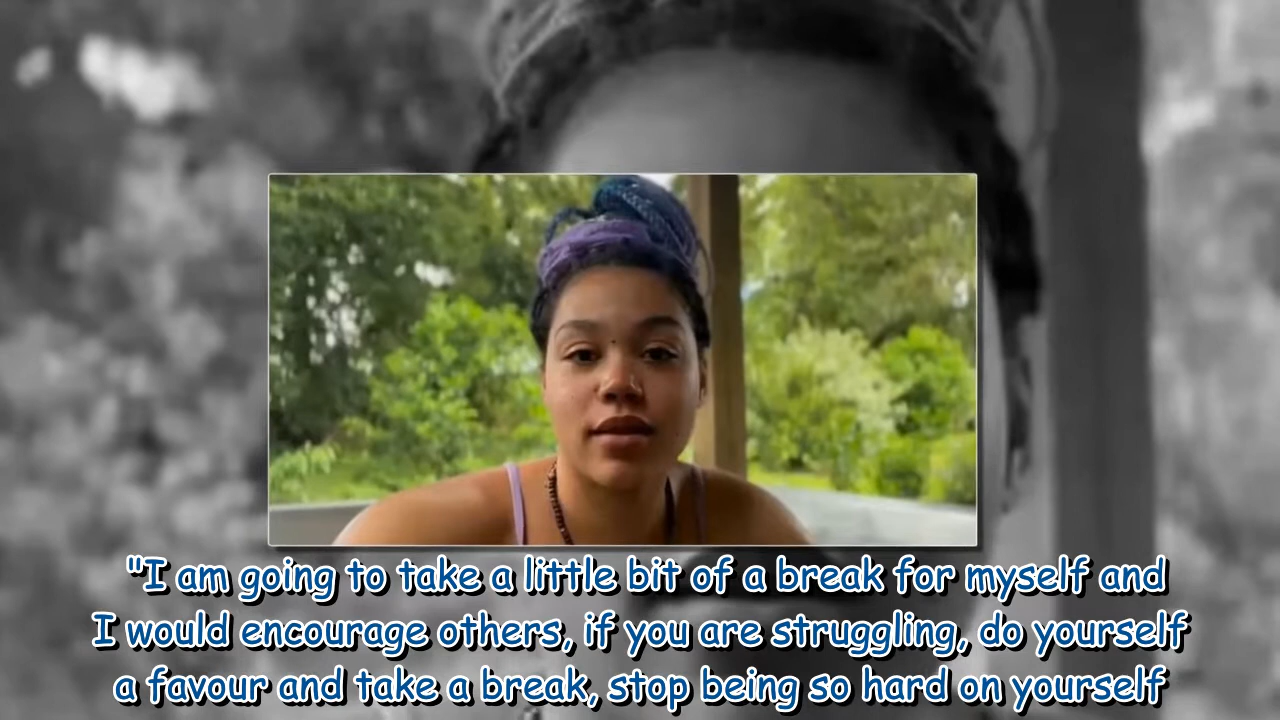 "I am going to take a little bit of a break for myself and
I would encourage others, if you are struggling, do yourself
a favour and take a break, stop being so hard on yourself